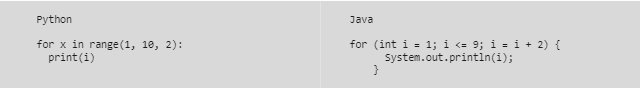 Python
for x in range(1, 10, 2):
  print(i)
Java
for (int i = 1; i <= 9; i = i + 2) {
     System.out.println(i);
   }